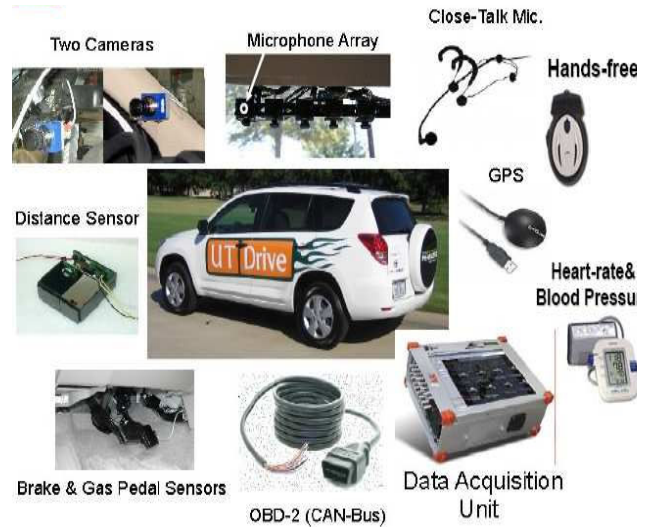 Close-Talk Mic.
Two Cameras
Microphone Array
Hands-free
GPS
Distance Sensor
UT Drive
Heart-rate&
Blood Pressu
Brake & Gas Pedal Sensors
OBD-2 (CAN-Bus)
Data Acquisition
Unit